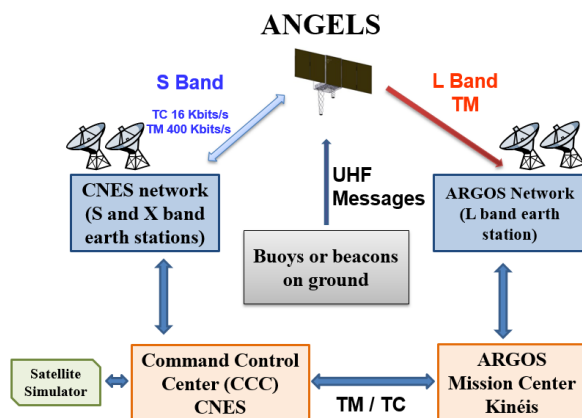 ANGELS
S Band
TC 16 Kbits/s
TM 400 Kbits/s
L Band
TM
CNES network
(S and X band
earth stations)
UHF
Messages
ARGOS Network
(L band earth
station)
Buoys or beacons
on ground
Satellite
Simulator
Command Control
Center (CCC)
CNES
TM / TC
ARGOS
Mission Center
Kinéis